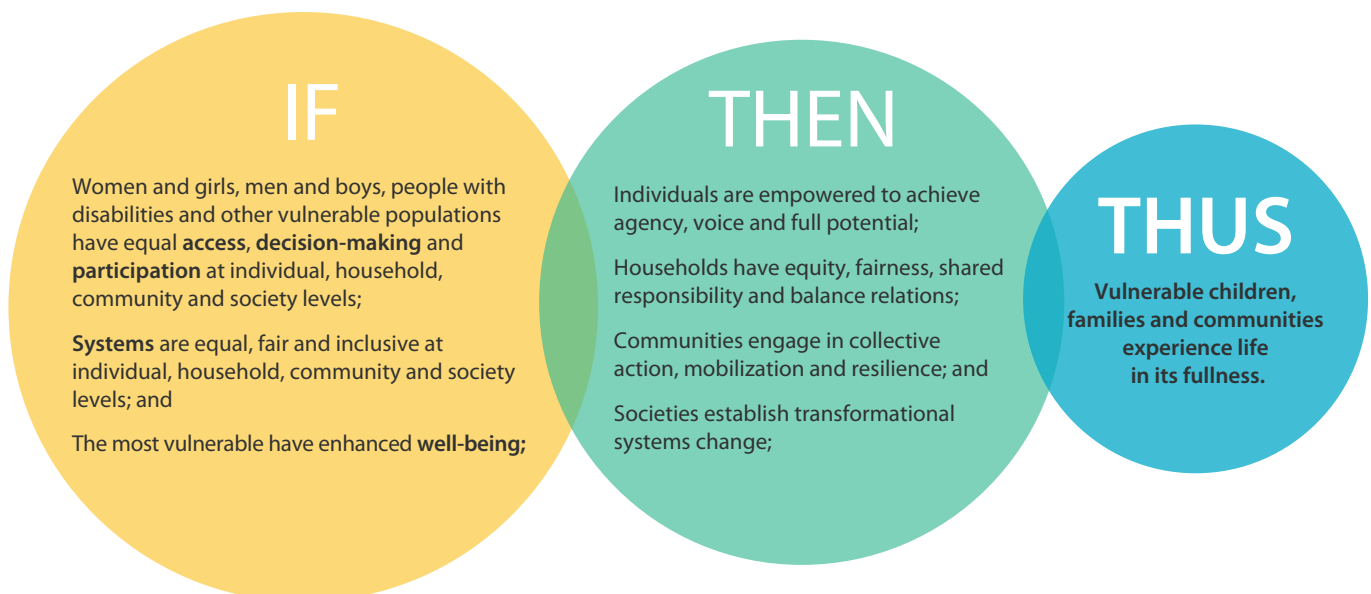 IF
Women and girls, men and boys, people with
disabilities and other vulnerable populations
have equal access, decision-making and
participation at individual, household,
community and society levels;
Systems are equal, fair and inclusive at
individual, household, community and society
levels; and
The most vulnerable have enhanced well-being;
THEN
Individuals are empowered to achieve
agency, voice and full potential;
Households have equity, fairness, shared
responsibility and balance relations;
Communities engage in collective
action, mobilization and resilience; and
Societies establish transformational
systems change;
THUS
Vulnerable children,
families and communities
experience life
in its fullness.